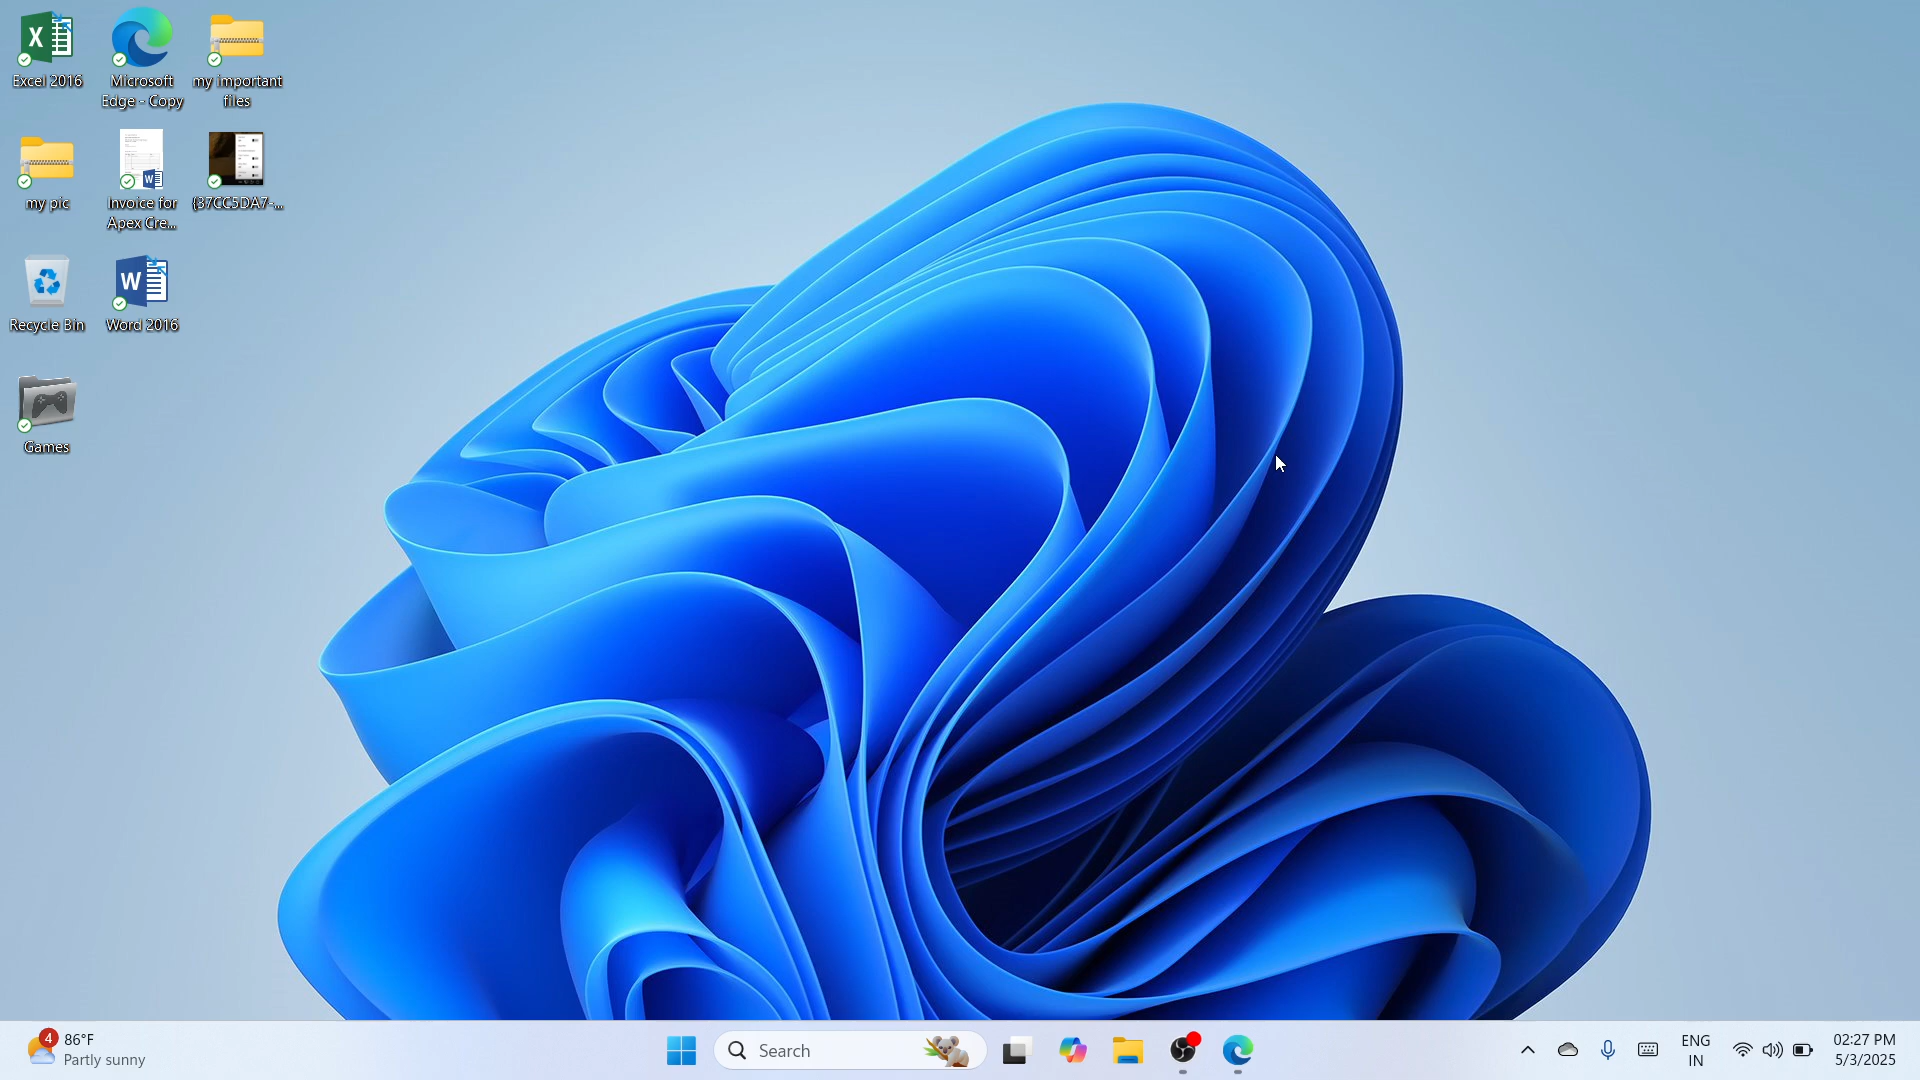 Excel 2016
Microsoft
Edge - Copy
my important
files
my pic
Invoice for
Apex Cre...
{37CC5DA7-...
Recycle Bin
Word 2016
Games
4
86°F
Partly sunny
Search
ENG
IN
02:27 PM
5/3/2025